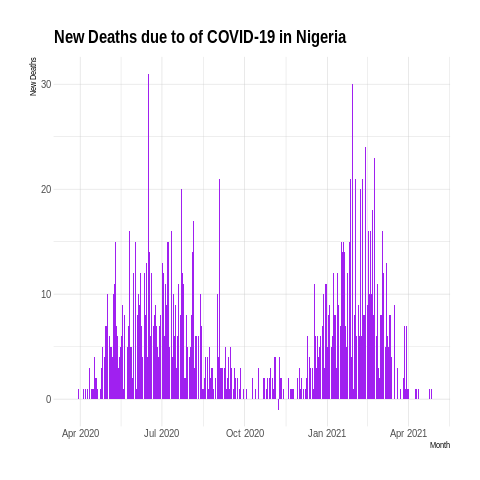 New Deaths due to of COVID-19 in Nigeria
New Deaths
30
20
10
0
Apr 2020 Jul 2020 Oct 2020 Jan 2021 Apr 2021
Month